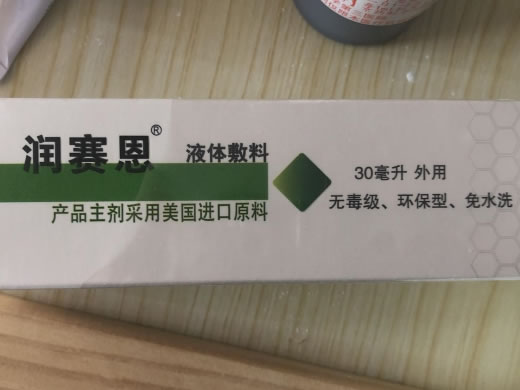 润赛恩®
液体敷料
产品主剂采用美国进口原料
30毫升 外用
无毒级、环保型、免水洗